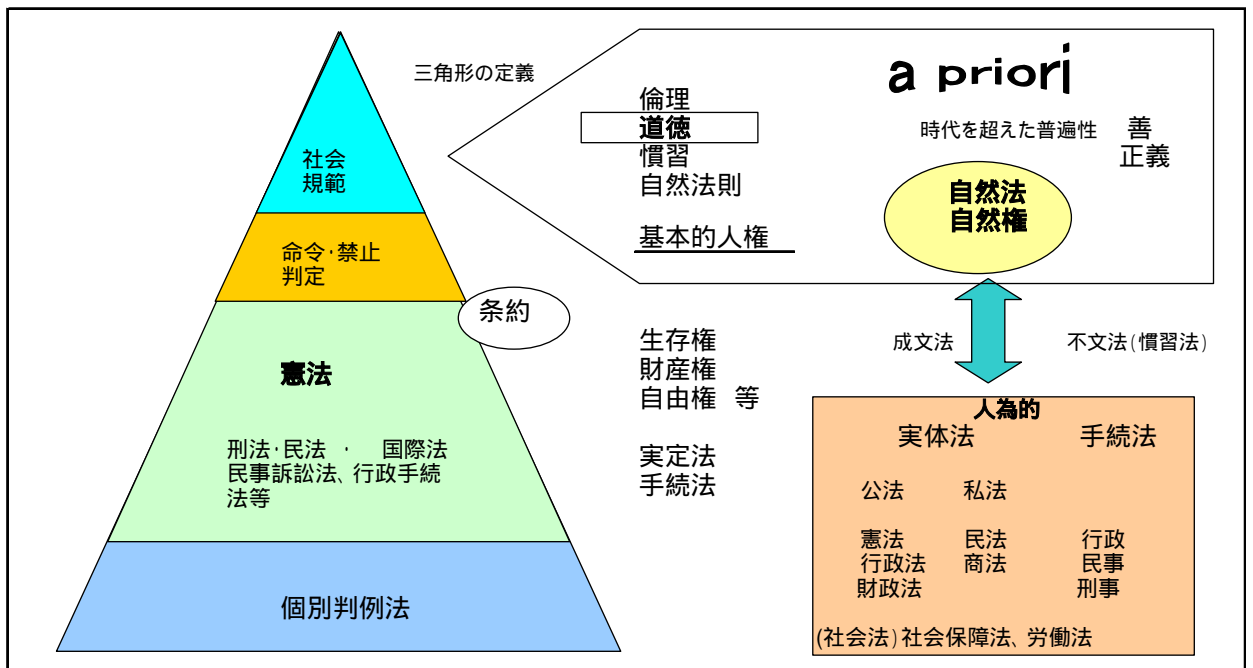 三角形の定義
社会
規範
命令・禁止
判定
条約
憲法
刑法・民法 ・ 国際法
民事訴訟法、行政手続
法等
個別判例法
倫理
道徳
慣習
自然法則
基本的人権
生存権
財産権
自由権 等
実定法
手続法
a priori
時代を超えた普遍性 善
正義
自然法
自然権
成文法 不文法(慣習法)
人為的
実体法 手続法
公法 私法
憲法 民法 行政
行政法 商法 民事
財政法 刑事
(社会法)社会保障法、労働法